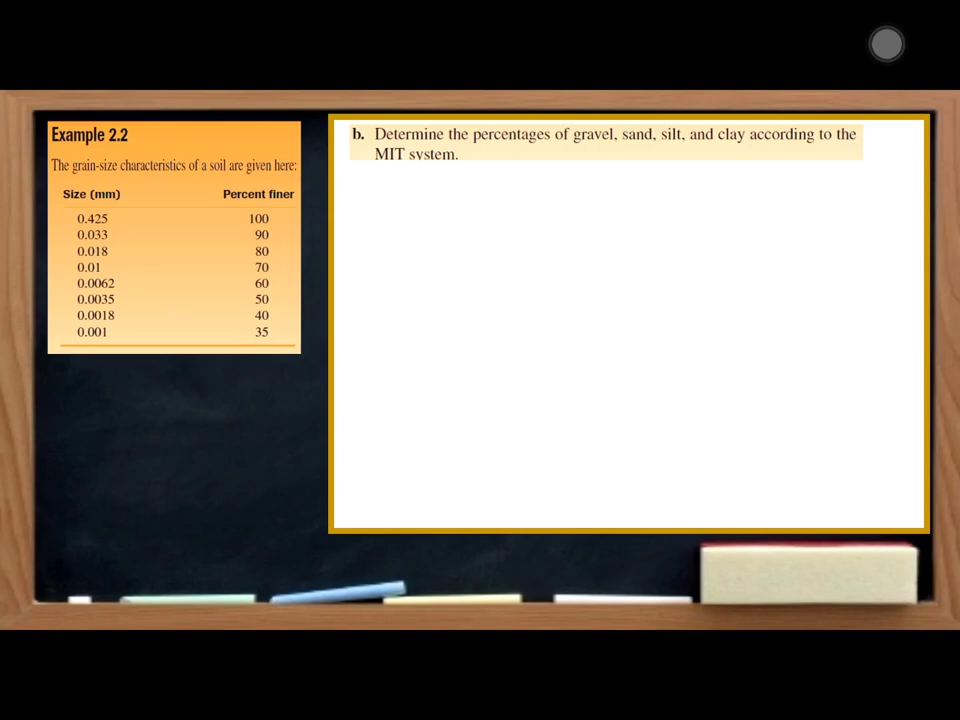 Example 2.2
The grain-size characteristics of a soil are given here:
Size (mm) Percent finer
0.425 100
0.033 90
0.018 80
0.01 70
0.0062 60
0.0035 50
0.0018 40
0.001 35
b. Determine the percentages of gravel, sand, silt, and clay according to the
MIT system.